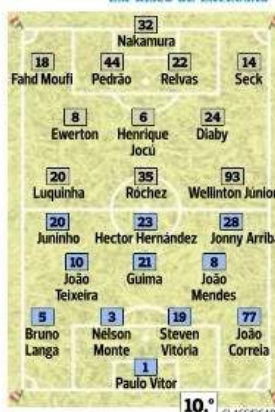 32
Nakamura
18 44 22 14
Fahd Moufi Pedrão Relvas Seck
8 6 24
Ewerton Henrique Jocú Diaby
20 35 93
Luquinha Róchez Wellinton Júnior
20 23 28
Juninho Hector Hernández Jonny Arriba
10 21 8
João Teixeira Guima João Mendes
5 3 19 77
Bruno Langa Nélson Monte Steven Vitória João Correia
1
Paulo Vitor
10.º